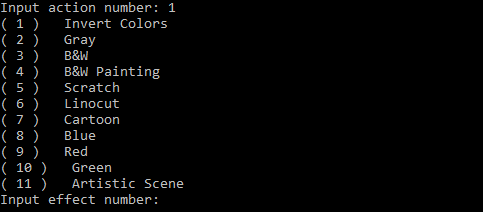 Input action number: 1
( 1 )   Invert Colors
( 2 )   Gray
( 3 )   B&W
( 4 )   B&W Painting
( 5 )   Scratch
( 6 )   Linocut
( 7 )   Cartoon
( 8 )   Blue
( 9 )   Red
( 10 )   Green
( 11 )   Artistic Scene
Input effect number: